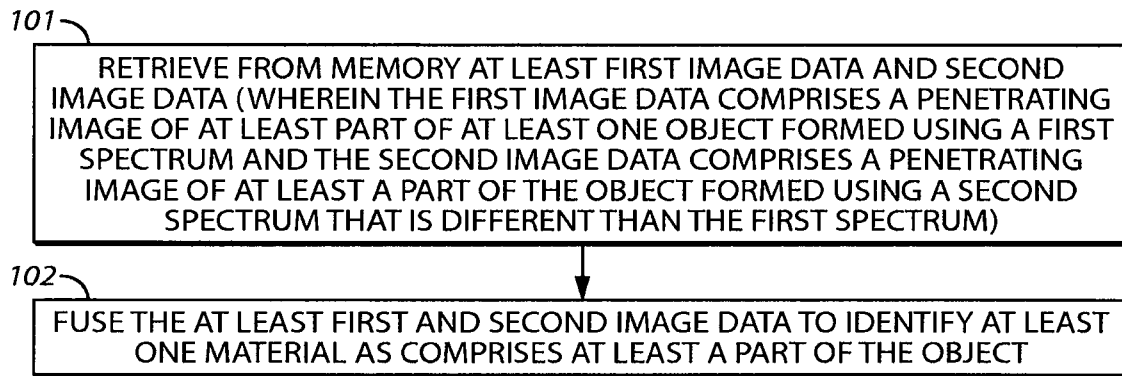 101
RETRIEVE FROM MEMORY AT LEAST FIRST IMAGE DATA AND SECOND
IMAGE DATA (WHEREIN THE FIRST IMAGE DATA COMPRISES A PENETRATING
IMAGE OF AT LEAST PART OF AT LEAST ONE OBJECT FORMED USING A FIRST
SPECTRUM AND THE SECOND IMAGE DATA COMPRISES A PENETRATING
IMAGE OF AT LEAST A PART OF THE OBJECT FORMED USING A SECOND
SPECTRUM THAT IS DIFFERENT THAN THE FIRST SPECTRUM)
102
FUSE THE AT LEAST FIRST AND SECOND IMAGE DATA TO IDENTIFY AT LEAST
ONE MATERIAL AS COMPRISES AT LEAST A PART OF THE OBJECT